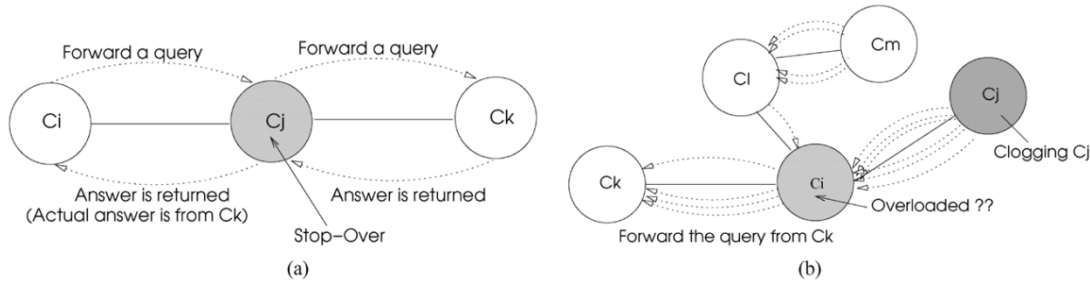 Forward a query
Forward a query
Ci
Cj
Ck
Answer is returned
(Actual answer is from Ck)
Answer is returned
Stop-Over
(a)
Cm
Cl
Cj
Clogging Cj
Ck
Ci
Overloaded ??
Forward the query from Ck
(b)